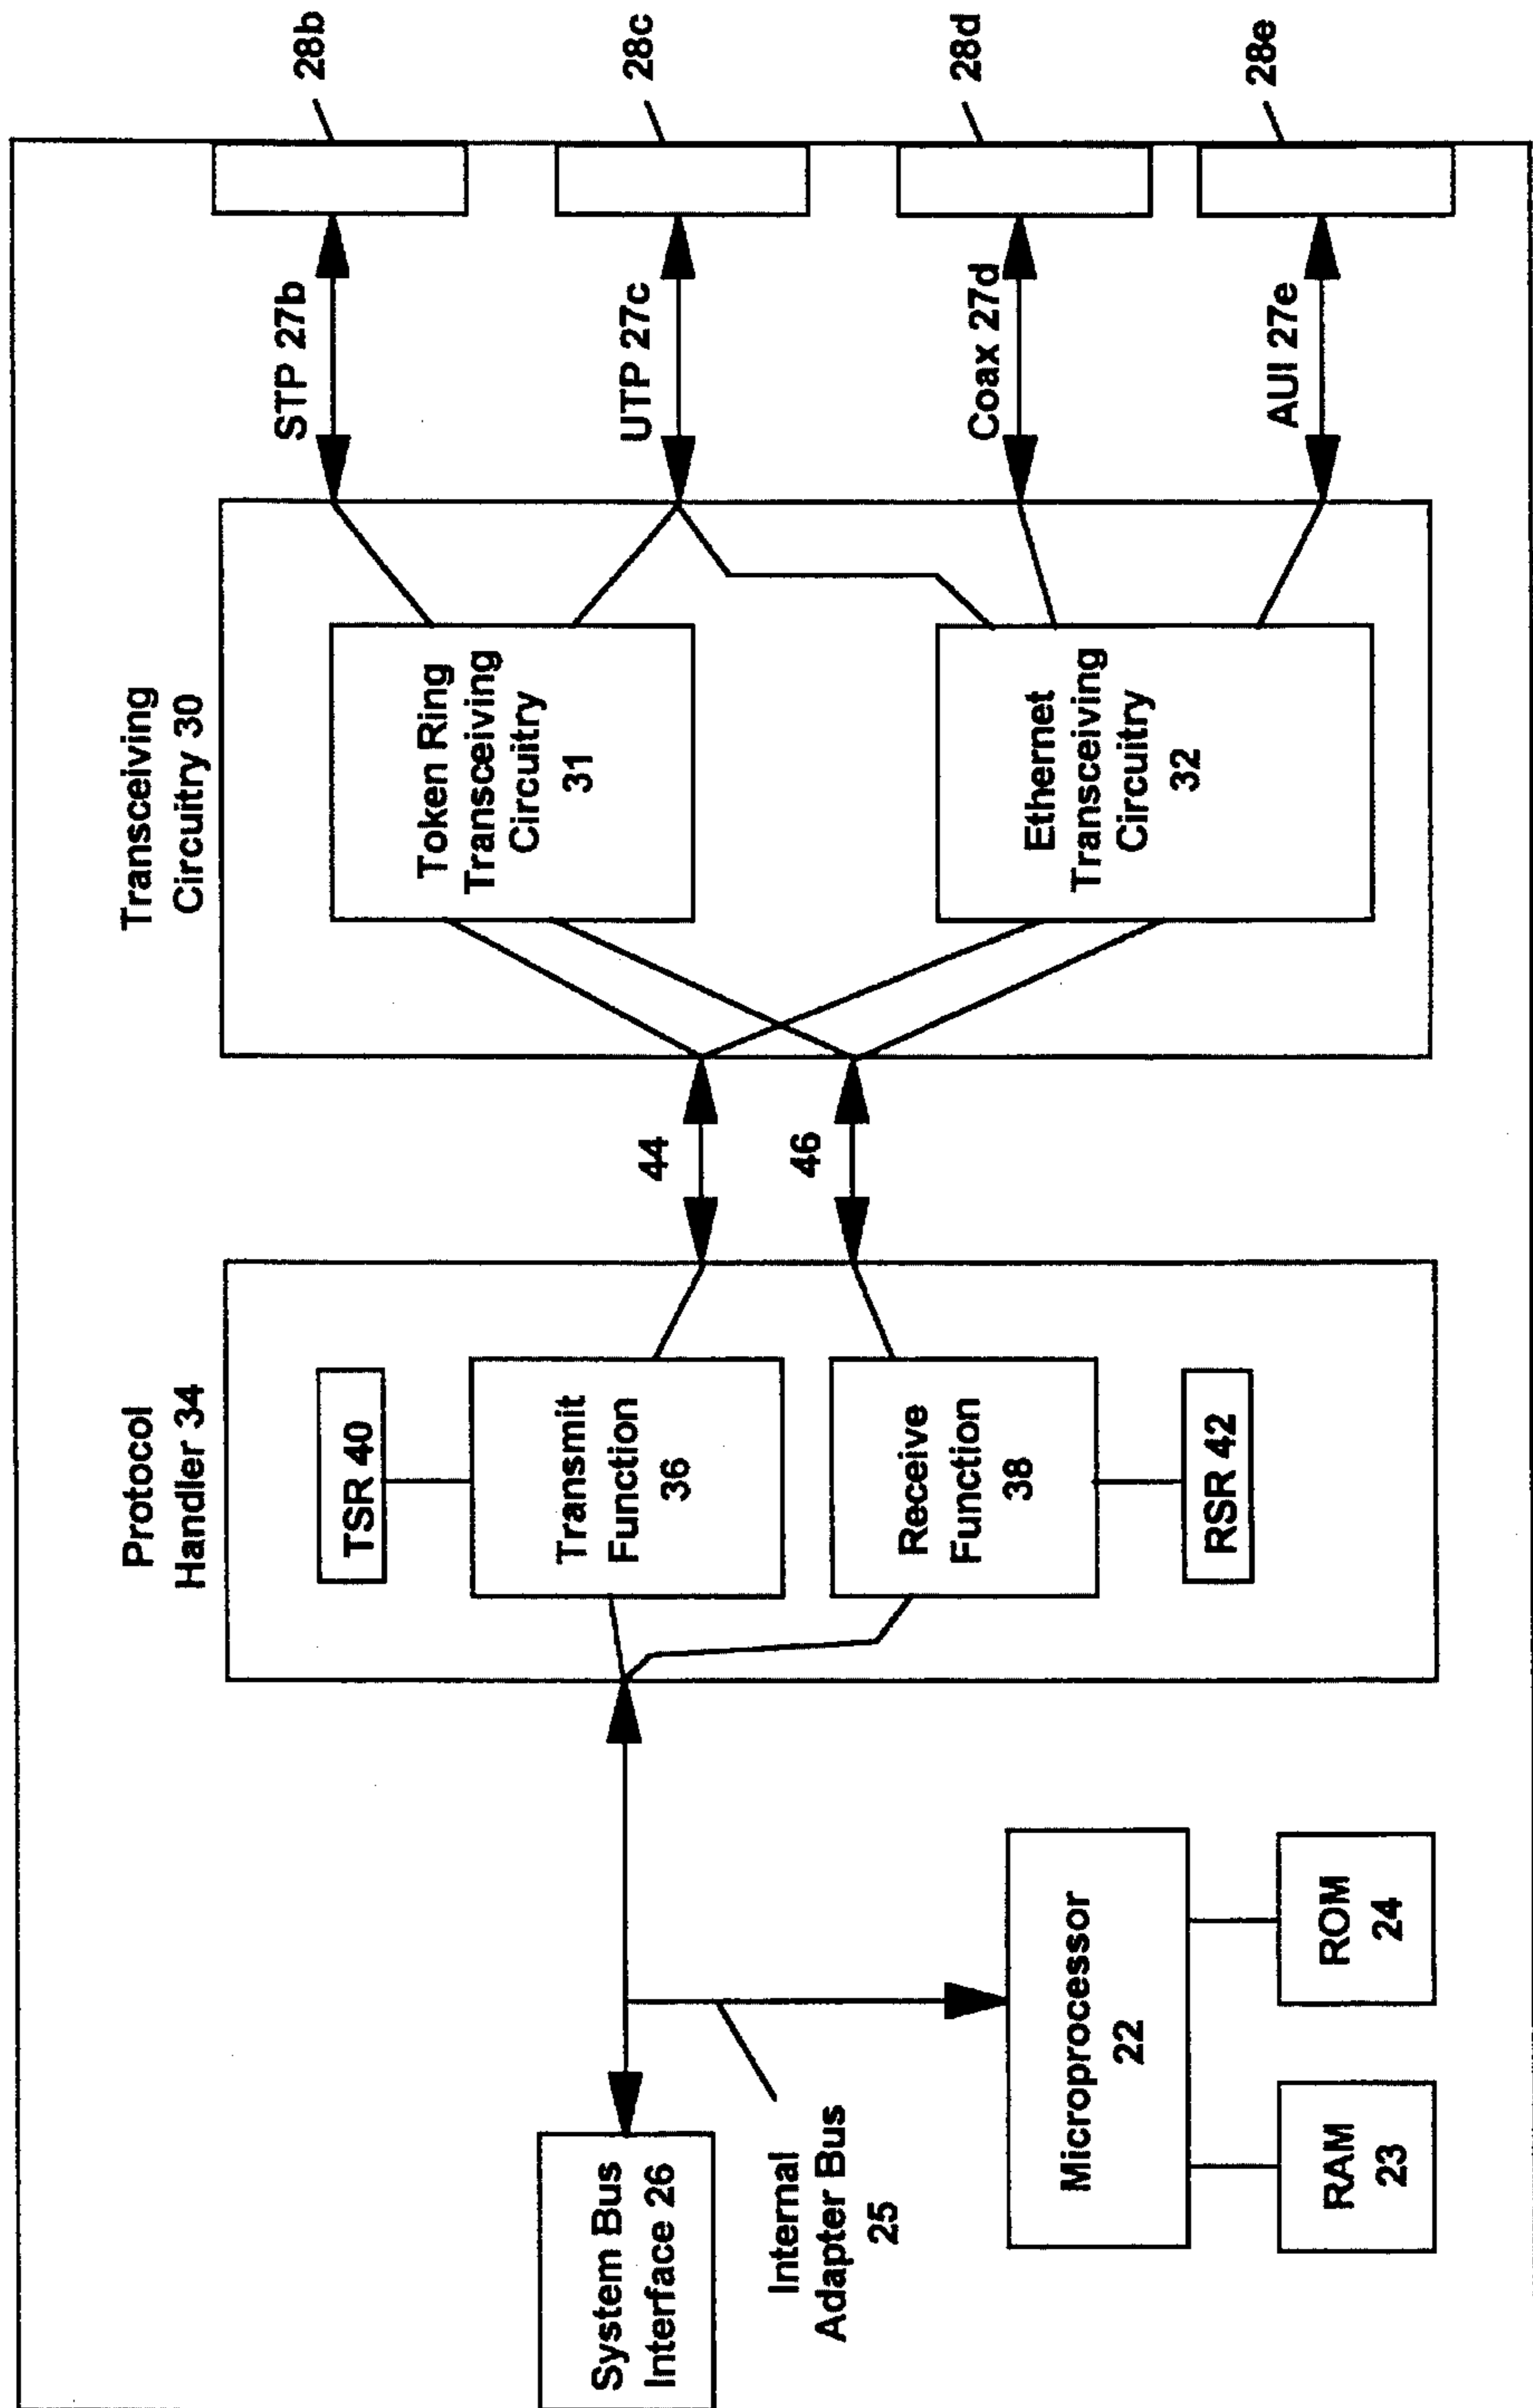 Protocol
Handler 34
Transceiving
Circuitry 30
28b
28c
28d
28e
STP 27b
UTP 27c
Coax 27d
AUI 27e
TSR 40
Transmit
Function
36
Receive
Function
38
RSR 42
44
46
Token Ring
Transceiving
Circuitry
31
Ethernet
Transceiving
Circuitry
32
System Bus
Interface 26
Internal
Adapter Bus
25
Microprocessor
22
RAM
23
ROM
24